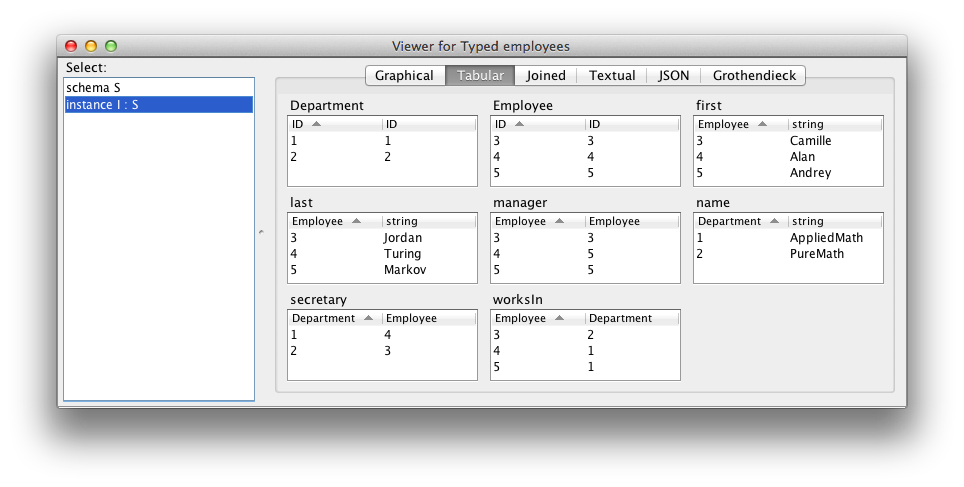 Viewer for Typed employees
Select:
schema S
instance I : S
Graphical Tabular Joined Textual JSON Grothendieck
Department
ID ID
1 1
2 2
Employee
ID ID
3 3
4 4
5 5
first
Employee string
3 Camille
4 Alan
5 Andrey
last
Employee string
3 Jordan
4 Turing
5 Markov
manager
Employee Employee
3 3
4 5
5 5
name
Department string
1 AppliedMath
2 PureMath
secretary
Department Employee
1 4
2 3
worksIn
Employee Department
3 2
4 1
5 1